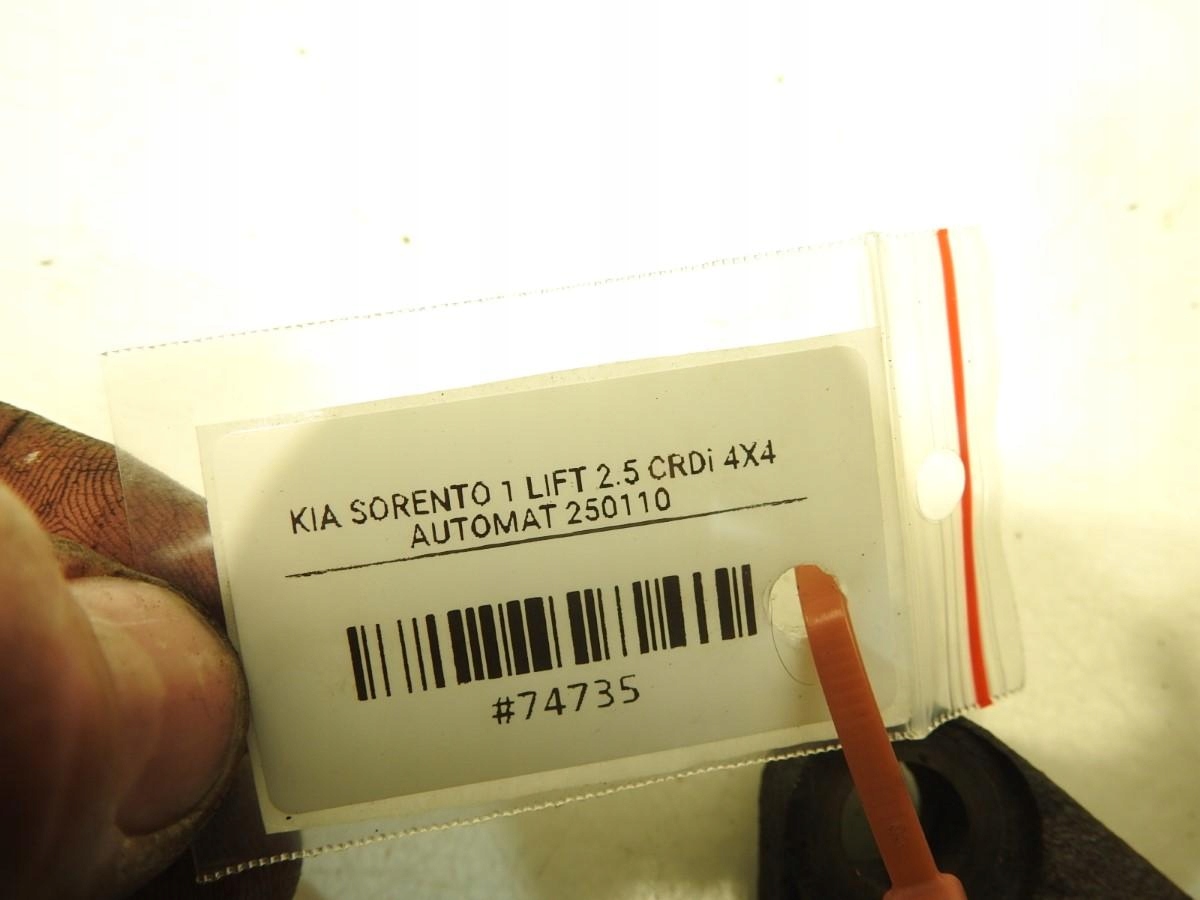 KIA SORENTO 1 LIFT 2.5 CRDi 4X4
AUTOMAT 250110
#74735